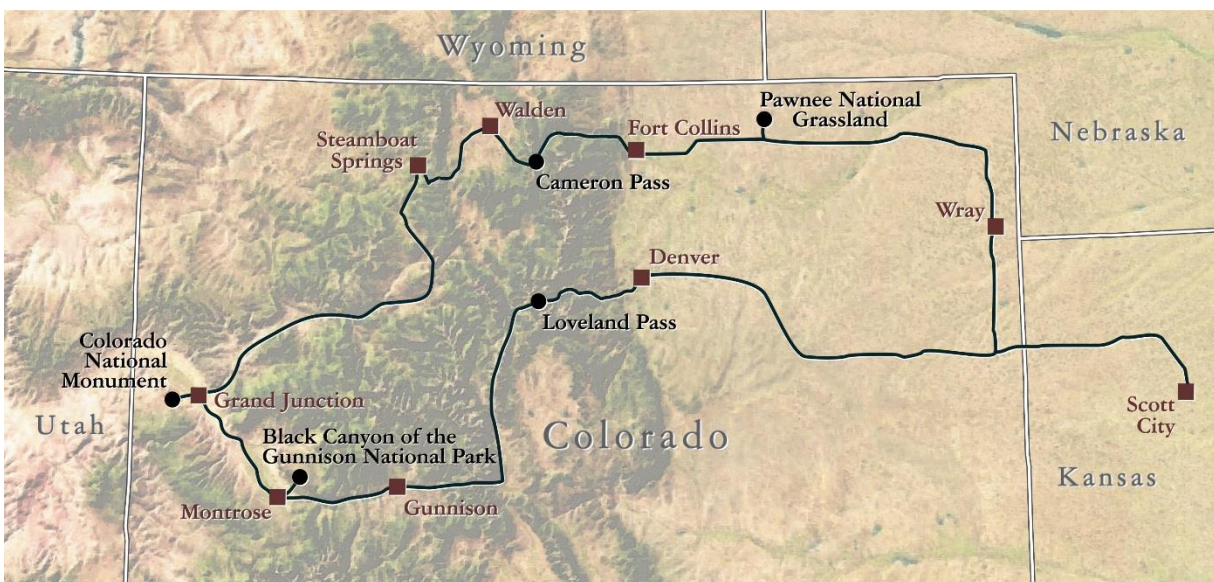 Wyoming
Walden
Pawnee National
Grassland
Steamboat
Springs
Fort Collins
Nebraska
Cameron Pass
Wray
Denver
Loveland Pass
Colorado
National
Monument
Grand Junction
Utah
Black Canyon of the
Gunnison National Park
Colorado
Scott
City
Montrose
Gunnison
Kansas